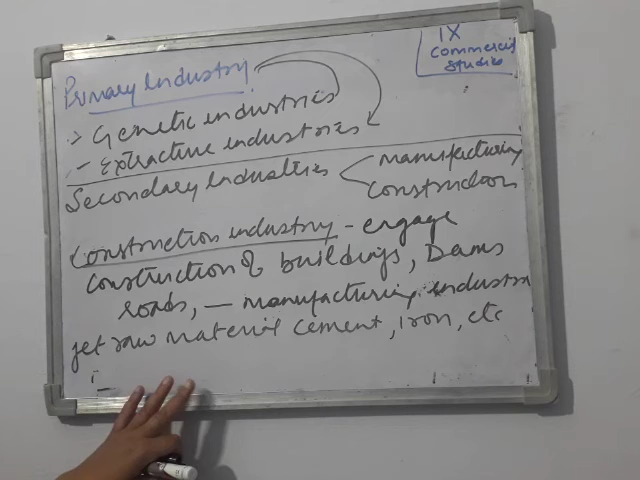 IX
Commercial
Studies
Primary Industry
:> Genetic industries
:- Extractive industries
Secondary Industries < manufacturing
construction
Construction industry - engage
construction of buildings, Dams
roads, - manufacturing industry
get raw material cement, iron, etc